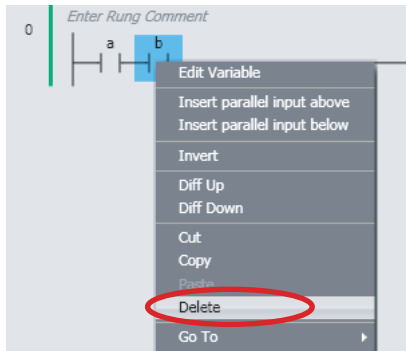 Enter Rung Comment
0
a b
Edit Variable
Insert parallel input above
Insert parallel input below
Invert
Diff Up
Diff Down
Cut
Copy
Paste
Delete
Go To